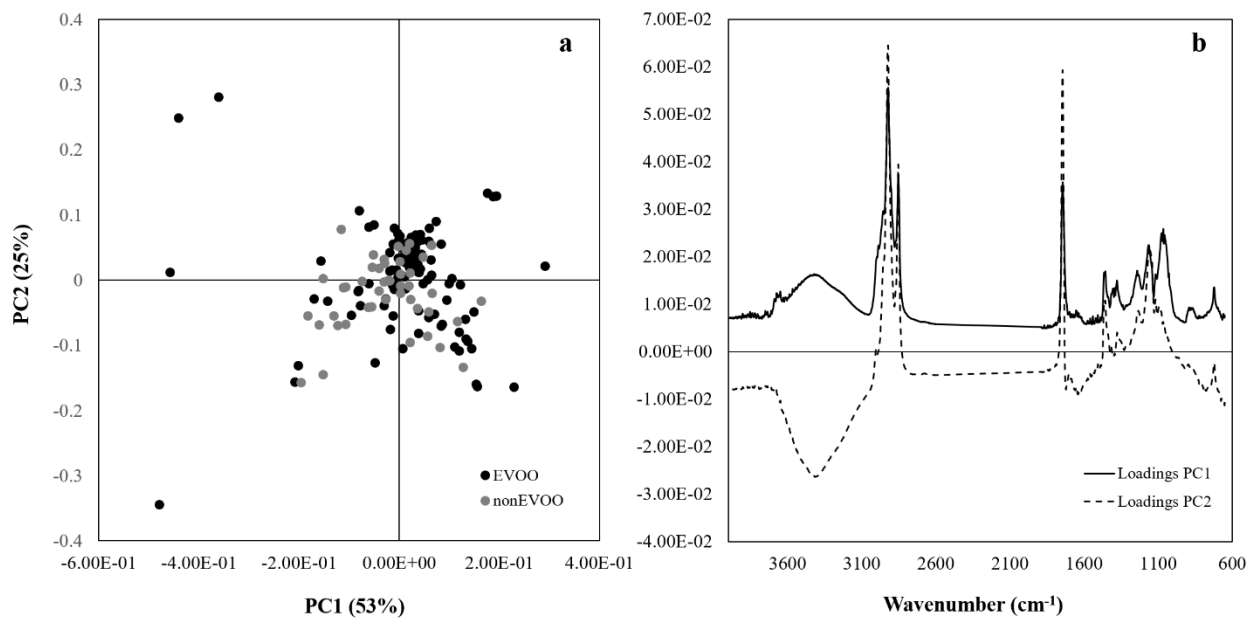 a
0.4
0.3
0.2
0.1
0
-0.1
-0.2
-0.3
-0.4
PC2 (25%)
EVOO
nonEVOO
-6.00E-01 -4.00E-01 -2.00E-01 0.00E+00 2.00E-01 4.00E-01
PC1 (53%)
b
7.00E-02
6.00E-02
5.00E-02
4.00E-02
3.00E-02
2.00E-02
1.00E-02
0.00E+00
-1.00E-02
-2.00E-02
-3.00E-02
-4.00E-02
Loadings PC1
Loadings PC2
3600 3100 2600 2100 1600 1100 600
Wavenumber (cm⁻¹)